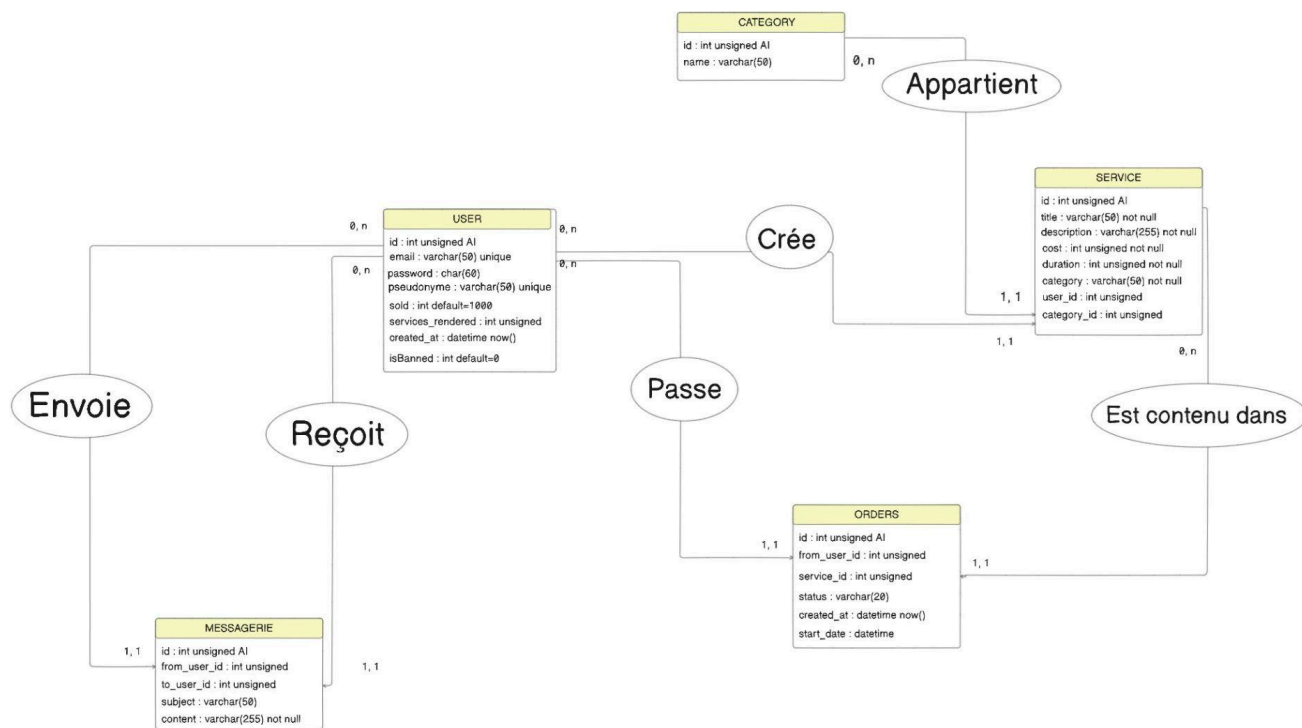 CATEGORY
id : int unsigned AI
name : varchar(50)
0, n
Appartient
SERVICE
id : int unsigned AI
title : varchar(50) not null
description : varchar(255) not null
cost : int unsigned not null
duration : int unsigned not null
category : varchar(50) not null
user_id : int unsigned
category_id : int unsigned
1, 1
1, 1
0, n
USER
id : int unsigned AI
email : varchar(50) unique
password : char(60)
pseudonyme : varchar(50) unique
sold : int default=1000
services_rendered : int unsigned
created_at : datetime now()
isBanned : int default=0
0, n
0, n
0, n
0, n
Crée
Envoie
Reçoit
Passe
Est contenu dans
ORDERS
id : int unsigned AI
from_user_id : int unsigned
service_id : int unsigned
status : varchar(20)
created_at : datetime now()
start_date : datetime
1, 1
1, 1
MESSAGERIE
id : int unsigned AI
from_user_id : int unsigned
to_user_id : int unsigned
subject : varchar(50)
content : varchar(255) not null
1, 1
1, 1